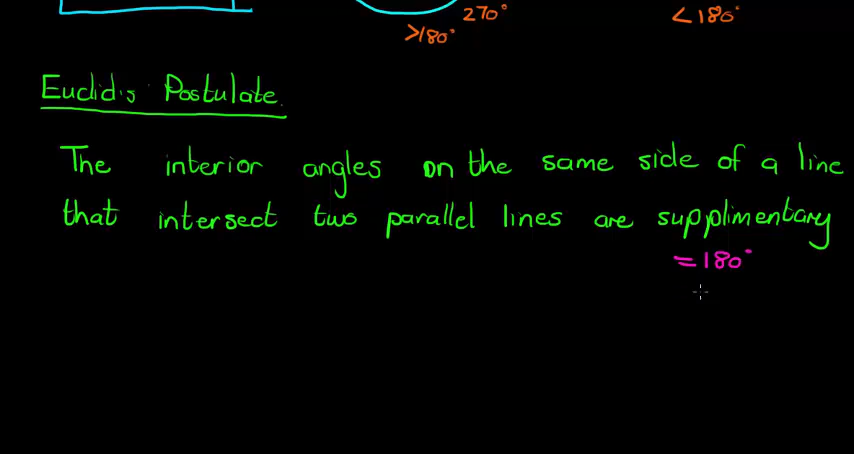 270° <180°
>180°
Euclid's Postulate.
The interior angles on the same side of a line
that intersect two parallel lines are supplimentary
=180°